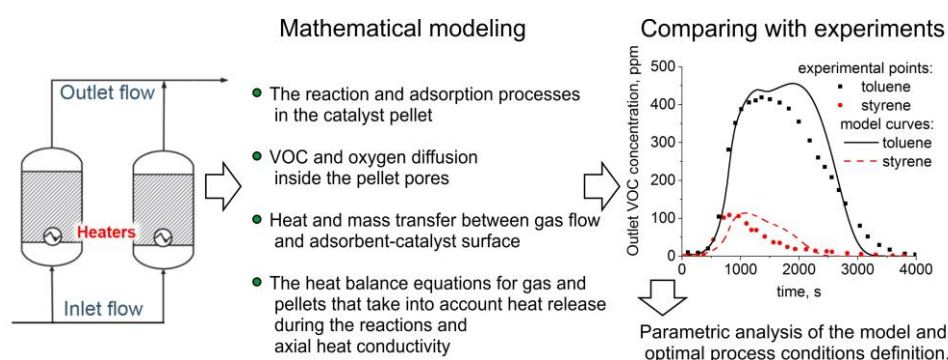 Mathematical modeling
Comparing with experiments
Outlet flow
Heaters
Inlet flow
The reaction and adsorption processes
in the catalyst pellet
VOC and oxygen diffusion
inside the pellet pores
Heat and mass transfer between gas flow
and adsorbent-catalyst surface
The heat balance equations for gas and
pellets that take into account heat release
during the reactions and
axial heat conductivity
Outlet VOC concentration, ppm
500
400
300
200
100
0
experimental points:
toluene
styrene
model curves:
toluene
styrene
0 1000 2000 3000 4000
time, s
Parametric analysis of the model and
optimal process conditions definition.